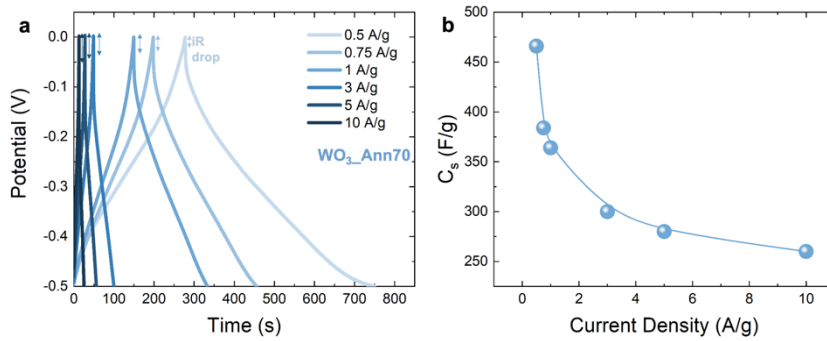 a
0.0
-0.1
-0.2
-0.3
-0.4
-0.5
Potential (V)
0 100 200 300 400 500 600 700 800
Time (s)
iR
drop
0.5 A/g
0.75 A/g
1 A/g
3 A/g
5 A/g
10 A/g
WO₃_Ann70
b
500
450
400
350
300
250
Cₛ (F/g)
0 2 4 6 8 10
Current Density (A/g)